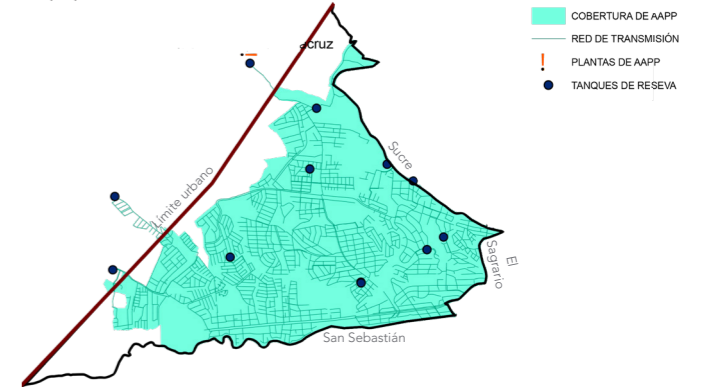 COBERTURA DE AAPP
RED DE TRANSMISIÓN
PLANTAS DE AAPP
TANQUES DE RESEVA
cruz
Sucre
Límite urbano
El
Sagrario
San Sebastián